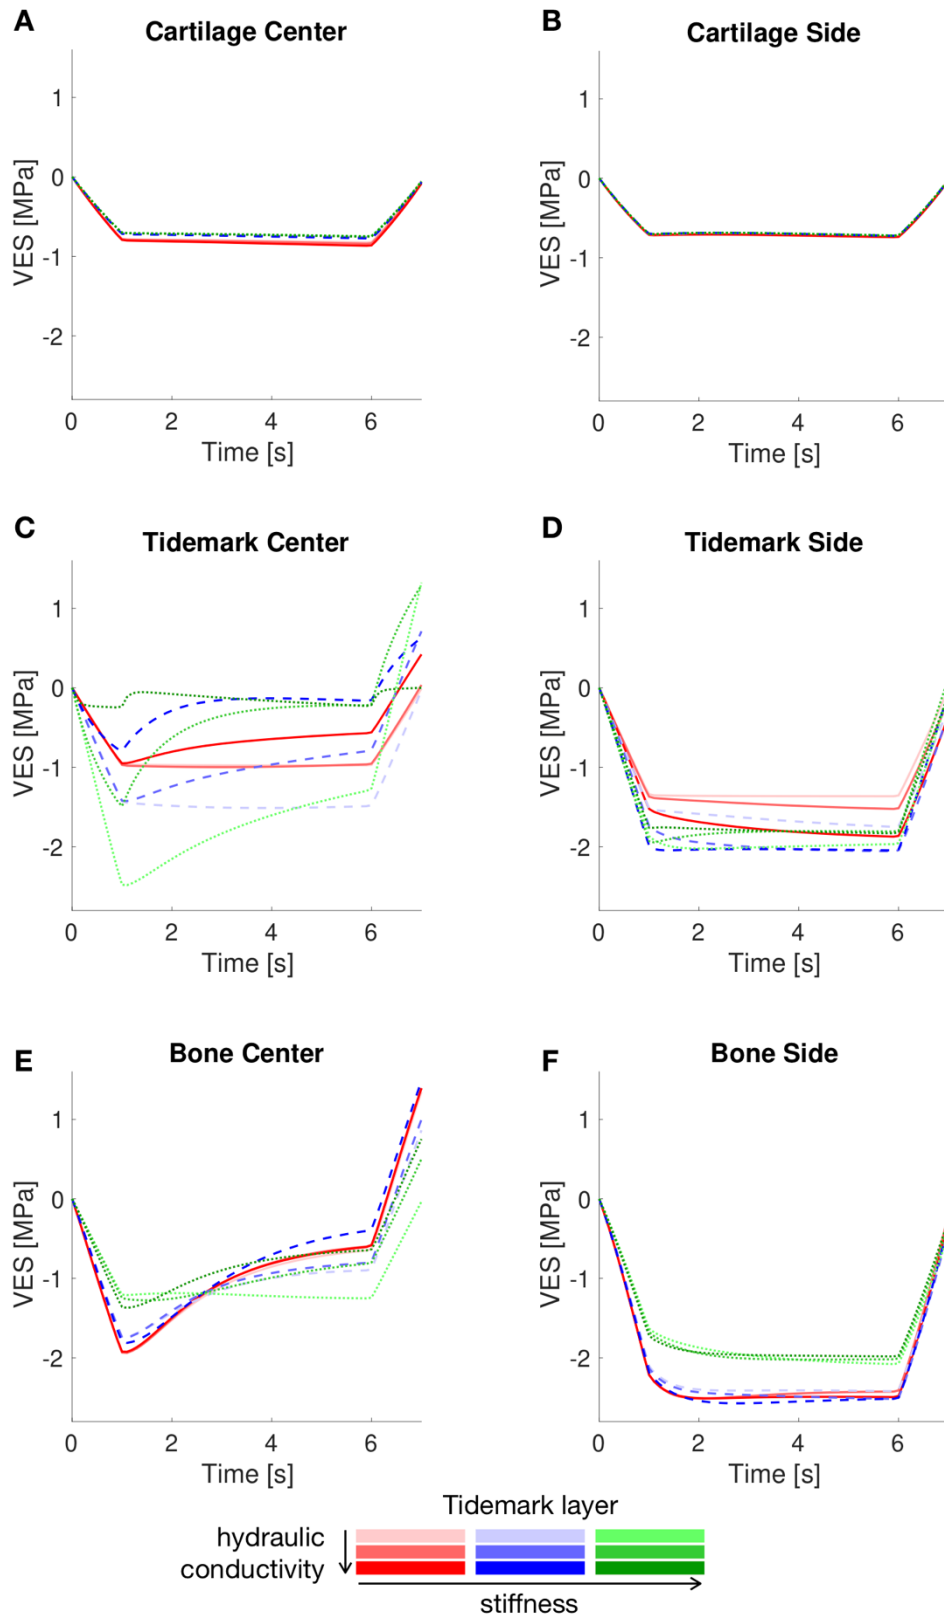 A
Cartilage Center
B
Cartilage Side
1
0
-1
-2
VES [MPa]
0 2 4 6
Time [s]
1
0
-1
-2
VES [MPa]
0 2 4 6
Time [s]
C
Tidemark Center
D
Tidemark Side
1
0
-1
-2
VES [MPa]
0 2 4 6
Time [s]
1
0
-1
-2
VES [MPa]
0 2 4 6
Time [s]
E
Bone Center
F
Bone Side
1
0
-1
-2
VES [MPa]
0 2 4 6
Time [s]
1
0
-1
-2
VES [MPa]
0 2 4 6
Time [s]
Tidemark layer
hydraulic
conductivity
stiffness